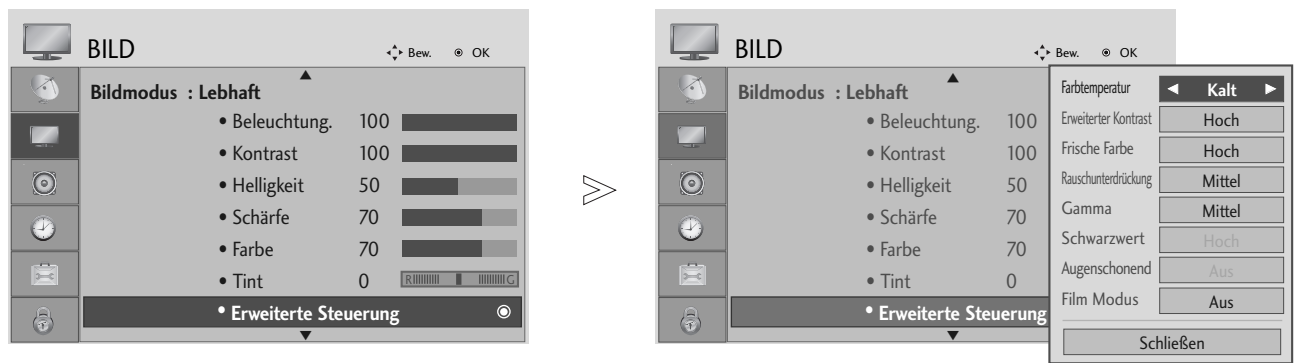 BILD
Bew. OK
Bildmodus : Lebhaft
• Beleuchtung. 100
• Kontrast 100
• Helligkeit 50
• Schärfe 70
• Farbe 70
• Tint 0 R G
• Erweiterte Steuerung
BILD
Bew. OK
Bildmodus : Lebhaft
• Beleuchtung. 100
• Kontrast 100
• Helligkeit 50
• Schärfe 70
• Farbe 70
• Tint 0
• Erweiterte Steuerung
Farbtemperatur Kalt
Erweiterter Kontrast Hoch
Frische Farbe Hoch
Rauschunterdrückung Mittel
Gamma Mittel
Schwarzwert Hoch
Augenschonend Aus
Film Modus Aus
Schließen